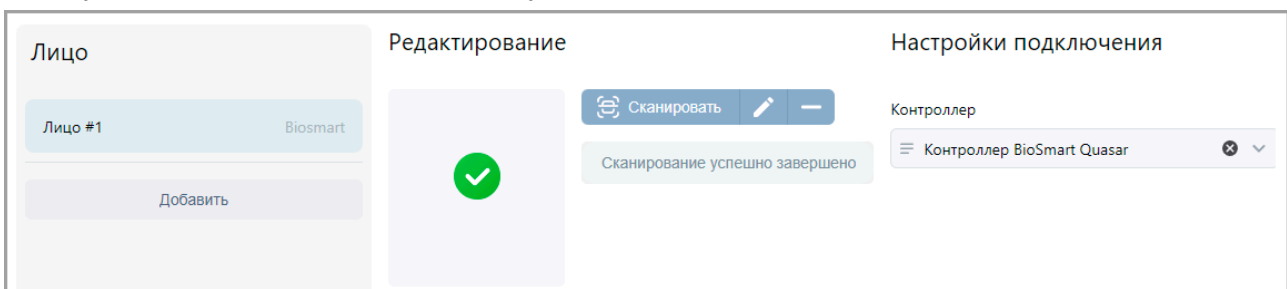 Лицо
Лицо #1 Biosmart
Добавить
Редактирование
Сканировать
Сканирование успешно завершено
Настройки подключения
Контроллер
Контроллер BioSmart Quasar